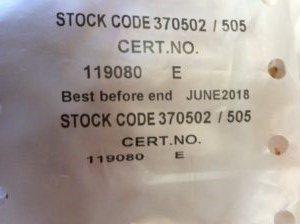 STOCK CODE 370502 / 505
CERT.NO.
119080 E
Best before end JUNE2018
STOCK CODE 370502 / 505
CERT.NO.
119080 E